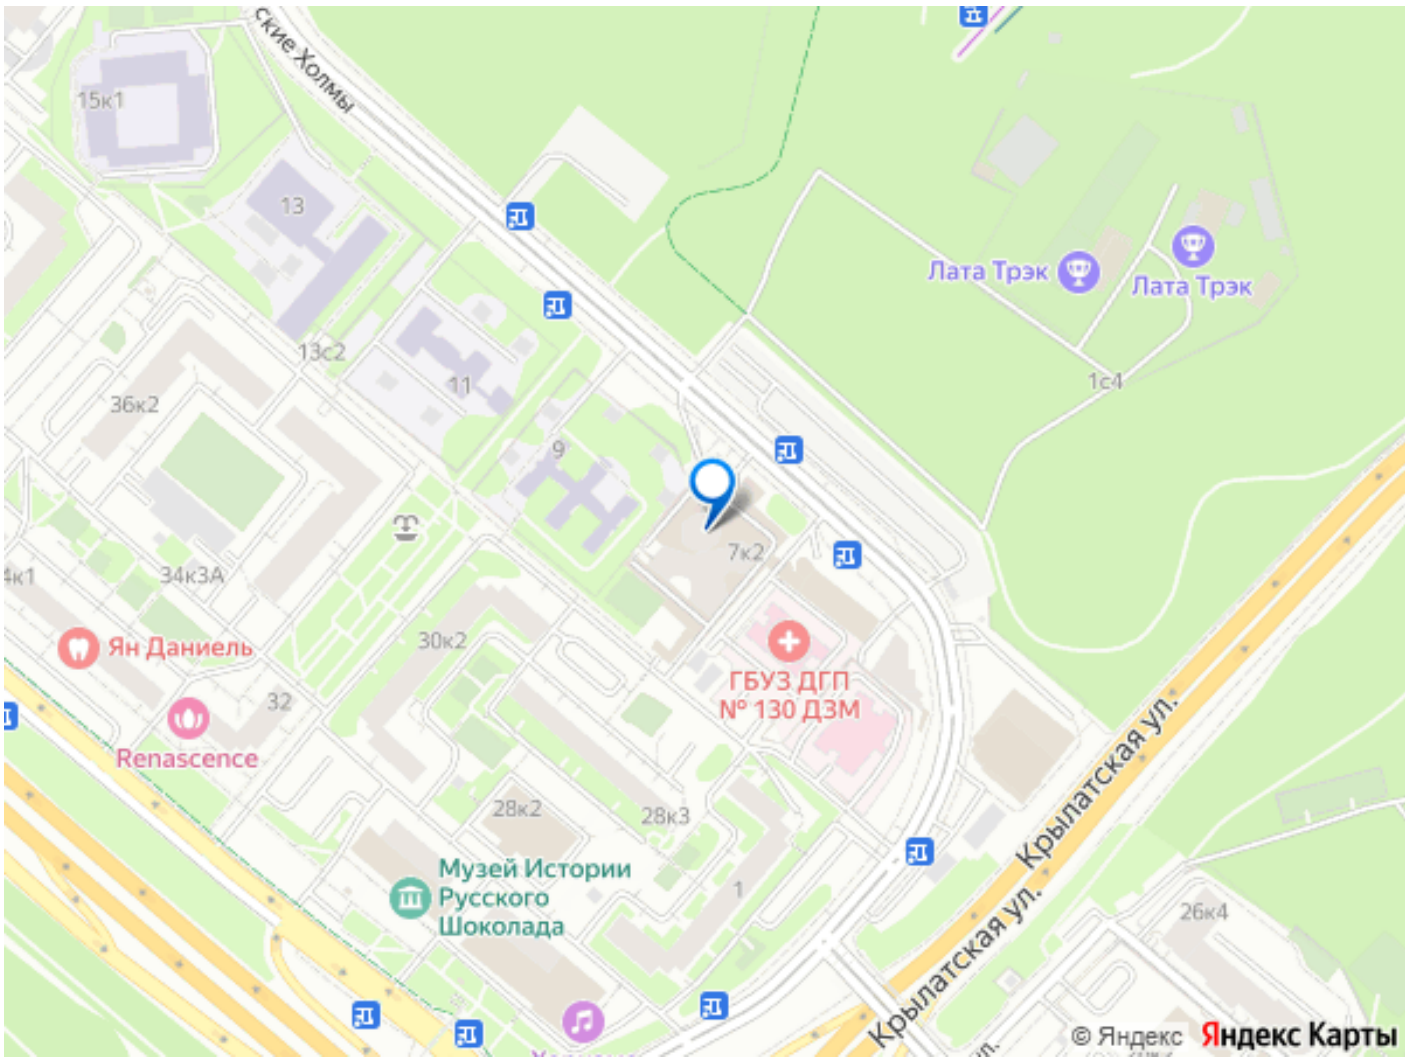 ские Холмы
15к1
13
Лата Трэк
Лата Трэк
13с2
11
1с4
36к2
9
7к2
34к3А
4к1
30к2
Ян Даниель
ГБУЗ ДГП
№ 130 ДЗМ
32
Renascence
Крылатская ул.
28к2
28к3
Музей Истории
Русского
Шоколада
1
26к4
Крылатская ул.
ул.
© Яндекс Яндекс Карты